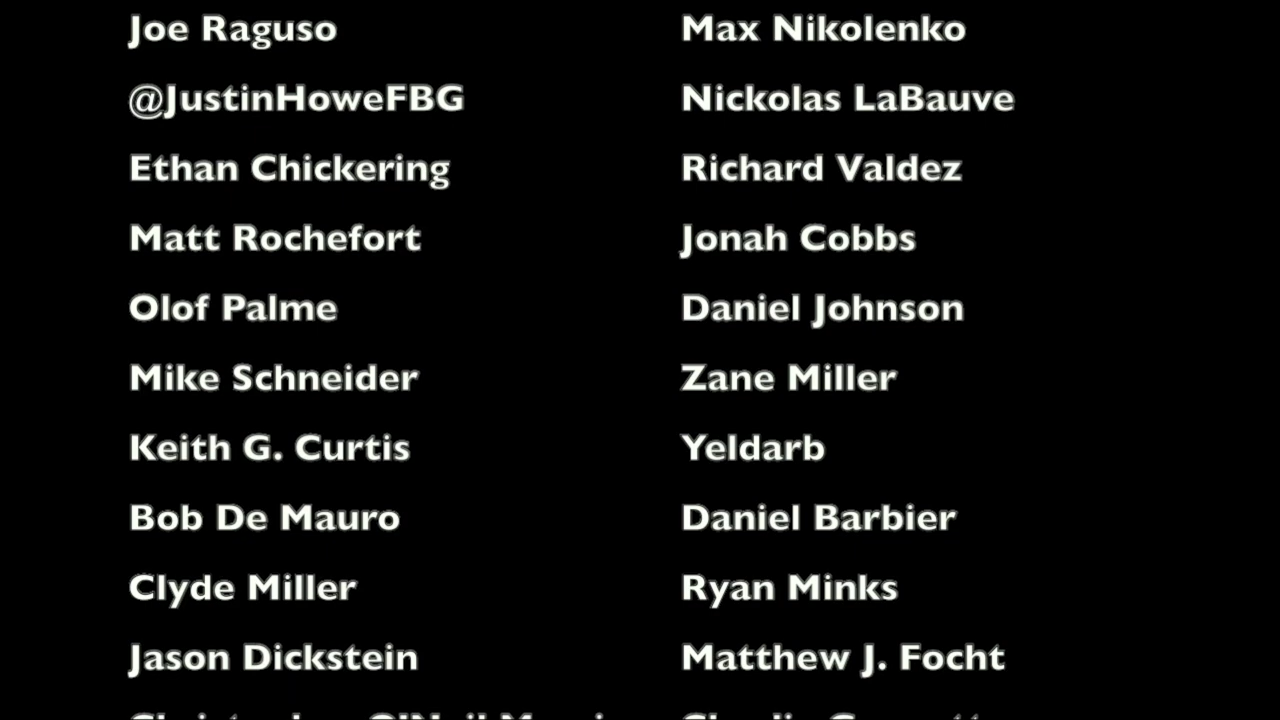 Joe Raguso
@JustinHoweFBG
Ethan Chickering
Matt Rochefort
Olof Palme
Mike Schneider
Keith G. Curtis
Bob De Mauro
Clyde Miller
Jason Dickstein
Max Nikolenko
Nickolas LaBauve
Richard Valdez
Jonah Cobbs
Daniel Johnson
Zane Miller
Yeldarb
Daniel Barbier
Ryan Minks
Matthew J. Focht